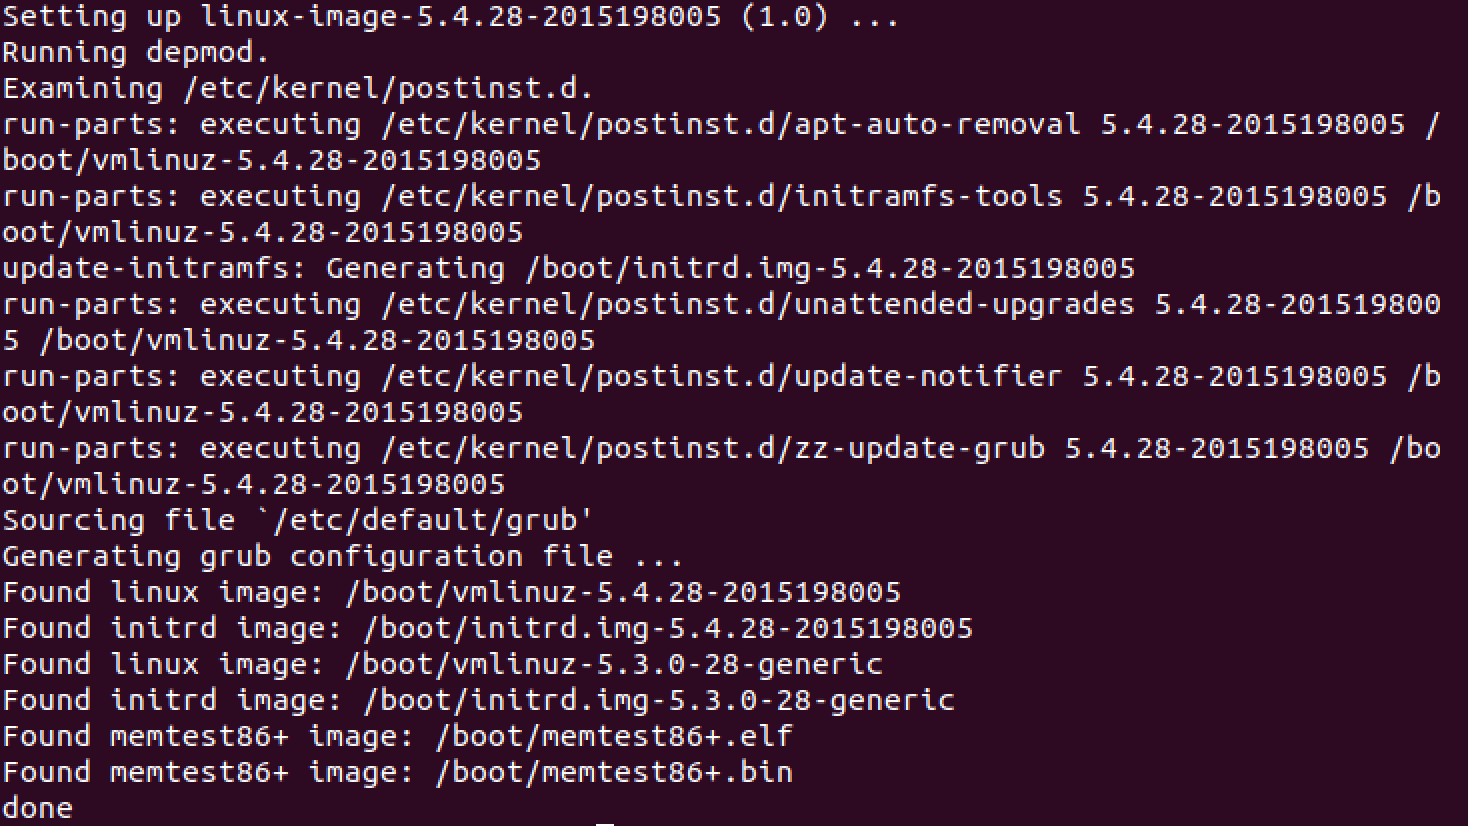 Setting up linux-image-5.4.28-2015198005 (1.0) ...
Running depmod.
Examining /etc/kernel/postinst.d.
run-parts: executing /etc/kernel/postinst.d/apt-auto-removal 5.4.28-2015198005 /
boot/vmlinuz-5.4.28-2015198005
run-parts: executing /etc/kernel/postinst.d/initramfs-tools 5.4.28-2015198005 /b
oot/vmlinuz-5.4.28-2015198005
update-initramfs: Generating /boot/initrd.img-5.4.28-2015198005
run-parts: executing /etc/kernel/postinst.d/unattended-upgrades 5.4.28-201519800
5 /boot/vmlinuz-5.4.28-2015198005
run-parts: executing /etc/kernel/postinst.d/update-notifier 5.4.28-2015198005 /b
oot/vmlinuz-5.4.28-2015198005
run-parts: executing /etc/kernel/postinst.d/zz-update-grub 5.4.28-2015198005 /bo
ot/vmlinuz-5.4.28-2015198005
Sourcing file `/etc/default/grub'
Generating grub configuration file ...
Found linux image: /boot/vmlinuz-5.4.28-2015198005
Found initrd image: /boot/initrd.img-5.4.28-2015198005
Found linux image: /boot/vmlinuz-5.3.0-28-generic
Found initrd image: /boot/initrd.img-5.3.0-28-generic
Found memtest86+ image: /boot/memtest86+.elf
Found memtest86+ image: /boot/memtest86+.bin
done